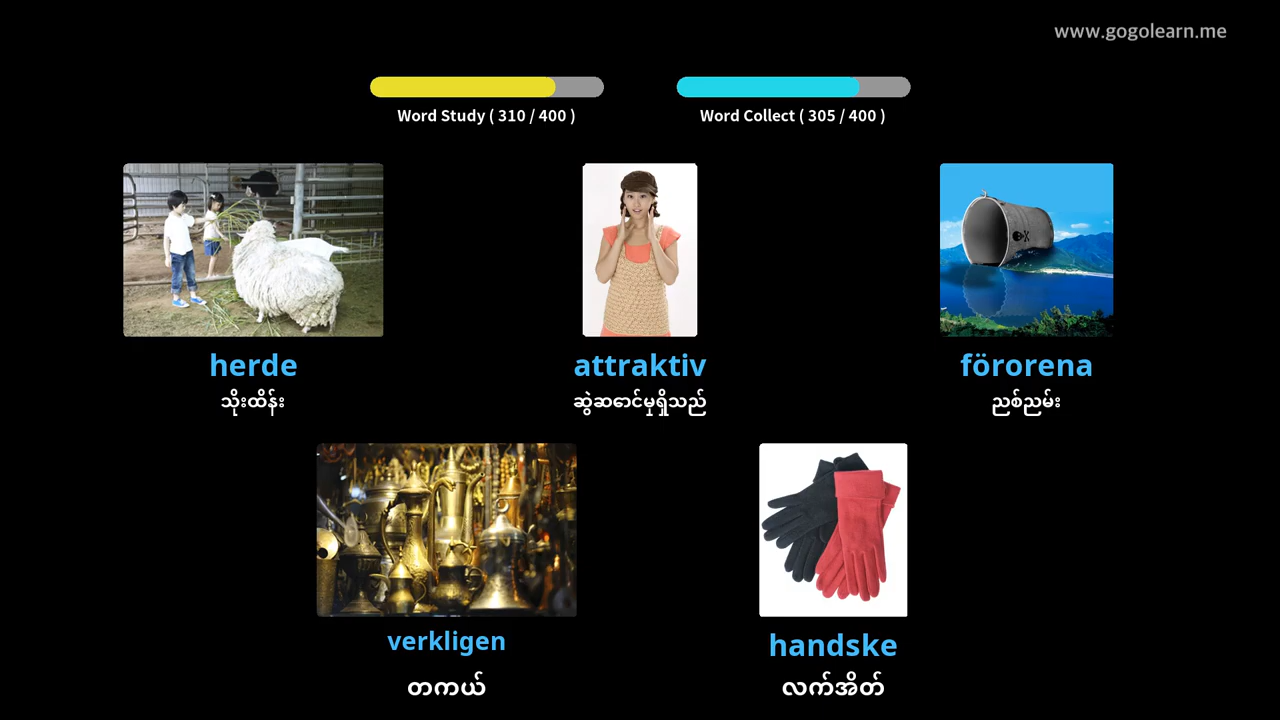 www.gogolearn.me
Word Study ( 310 / 400 )
Word Collect ( 305 / 400 )
herde
သိုးထိန်း
attraktiv
ဆွဲဆောင်မှုရှိသည်
förorena
ညစ်ညမ်း
verkligen
တကယ်
handske
လက်အိတ်